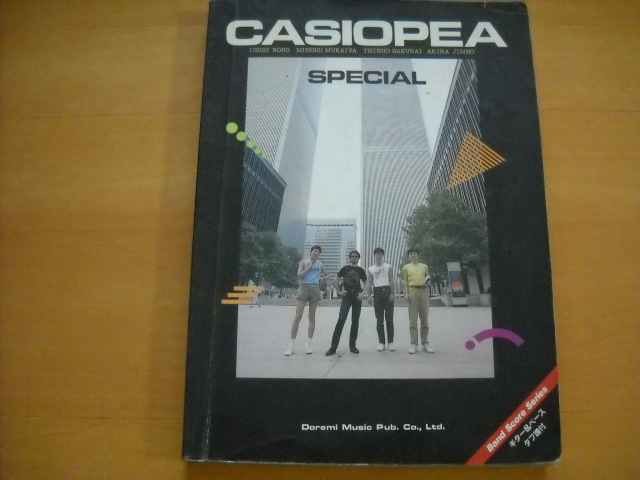 CASIOPEA
ISSEI NORO MINORU MUKAIYA TETSUO SAKURAI AKIRA JIMBO
SPECIAL
Doremi Music Pub. Co., Ltd.
Band Score Series
ギター&ベース
タブ譜付